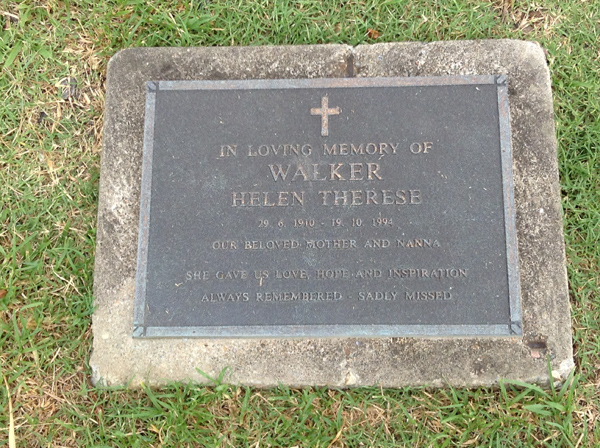 IN LOVING MEMORY OF
WALKER
HELEN THERESE
29. 6. 1910 - 19. 10. 1994
OUR BELOVED MOTHER AND NANNA
SHE GAVE US LOVE, HOPE AND INSPIRATION
ALWAYS REMEMBERED - SADLY MISSED